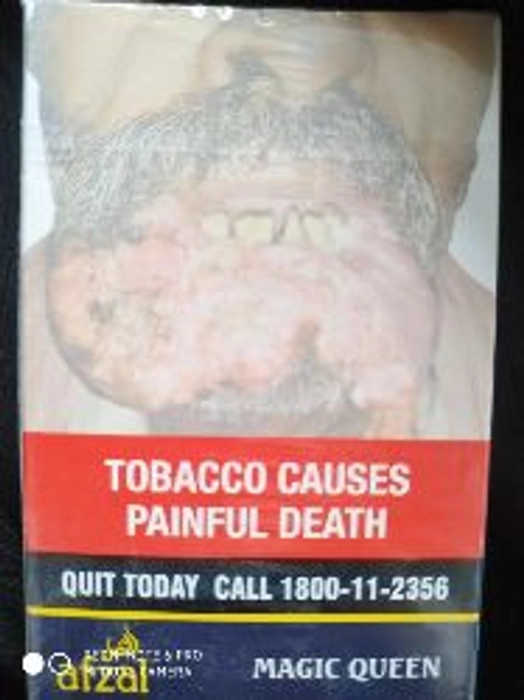 TOBACCO CAUSES
PAINFUL DEATH
QUIT TODAY CALL 1800-11-2356
afzal
MAGIC QUEEN